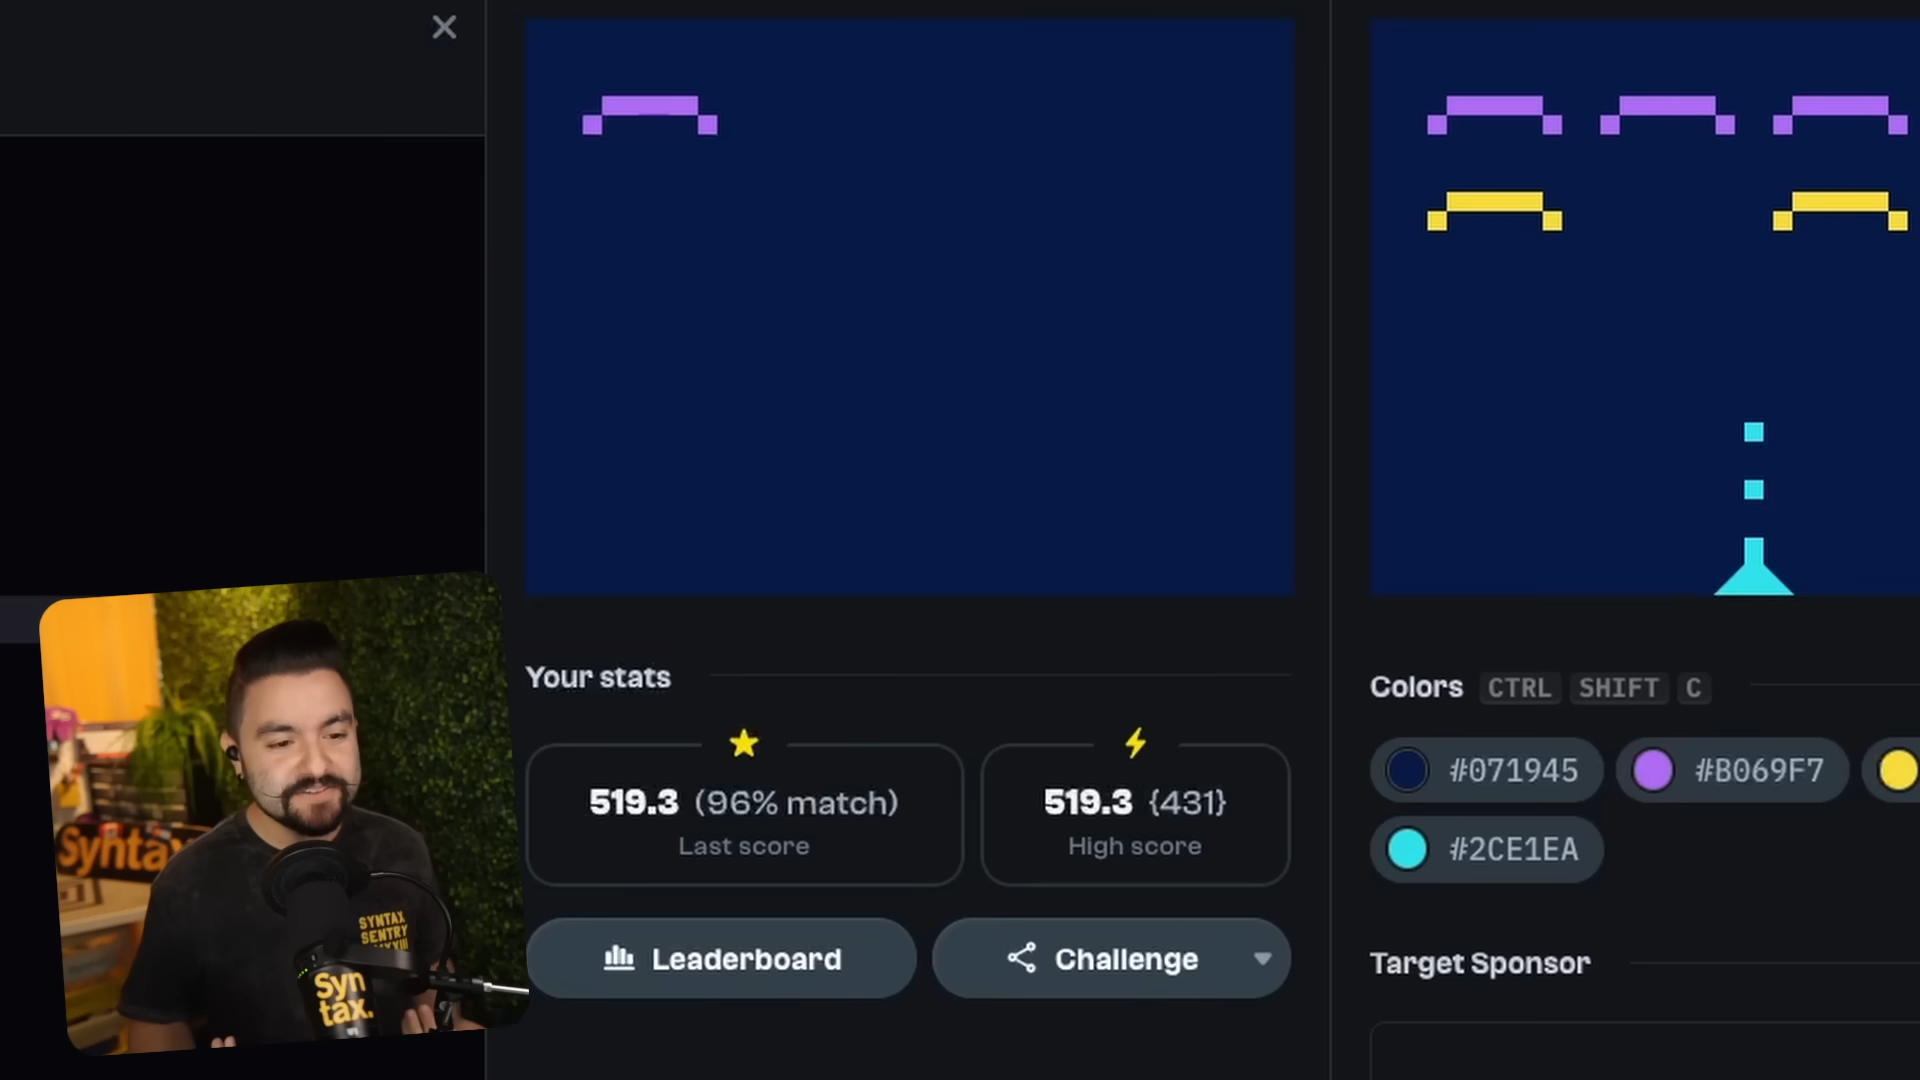 Your stats
519.3 (96% match)
Last score
519.3 {431}
High score
Leaderboard
Challenge
Colors CTRL SHIFT C
#071945
#B069F7
#2CE1EA
Target Sponsor
Syntax
SYNTAX
SENTRY
Syn
tax.